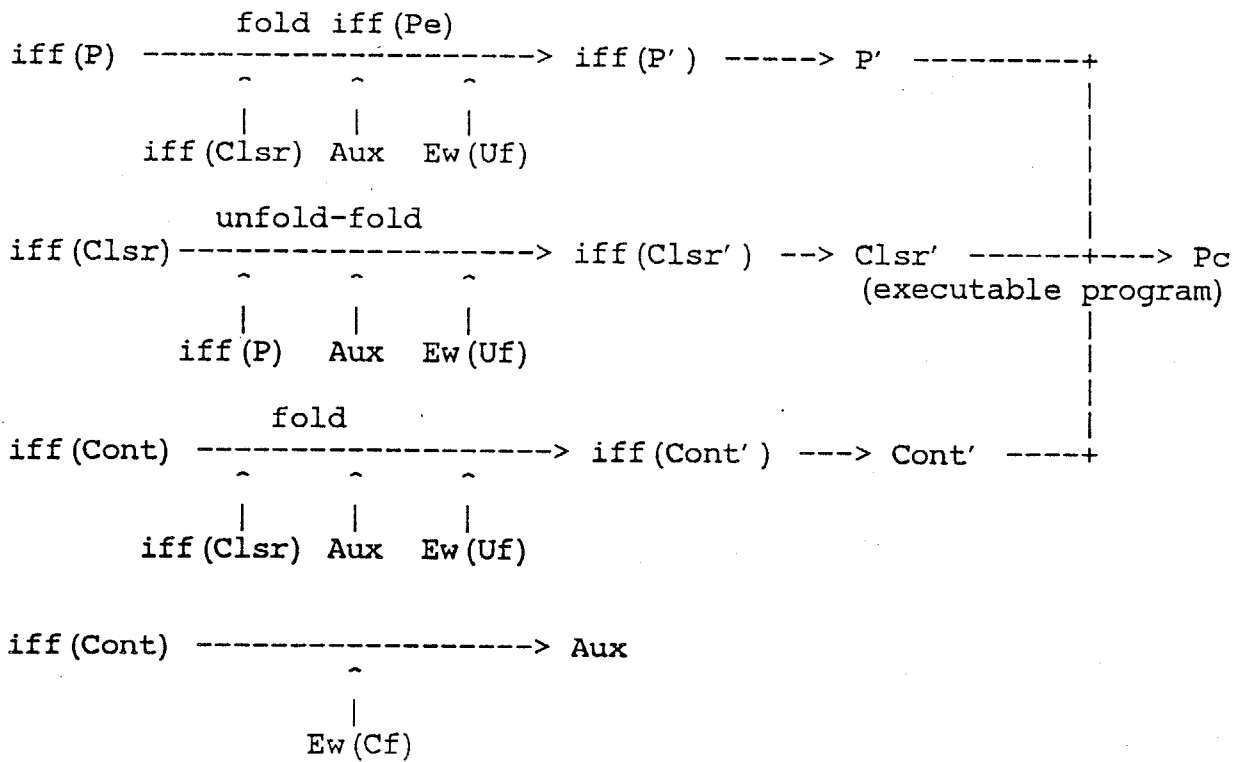 fold iff(Pe)
iff(P) --------------------> iff(P') -----> P' ---------+
^ ^ ^ |
| | | |
iff(Clsr) Aux Ew(Uf) |
unfold-fold |
iff(Clsr)------------------> iff(Clsr') --> Clsr' ------+---> Pc
^ ^ ^ (executable program)
| | | |
iff(P) Aux Ew(Uf) |
fold |
iff(Cont) ------------------> iff(Cont') ---> Cont' ----+
^ ^ ^
| | |
iff(Clsr) Aux Ew(Uf)
iff(Cont) -----------------> Aux
^
|
Ew(Cf)